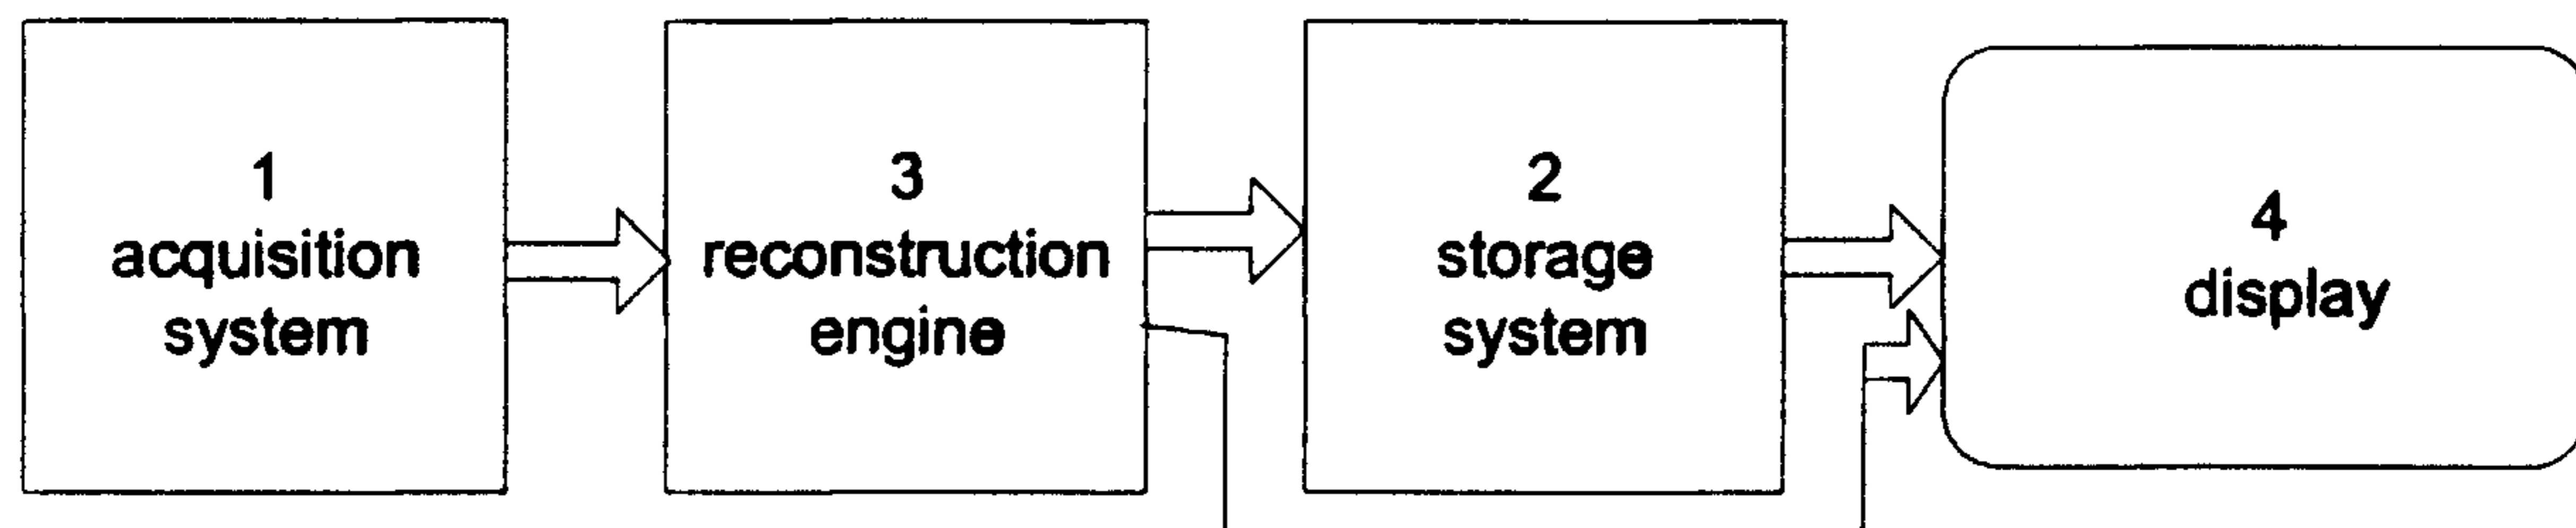 1
acquisition
system
3
reconstruction
engine
2
storage
system
4
display